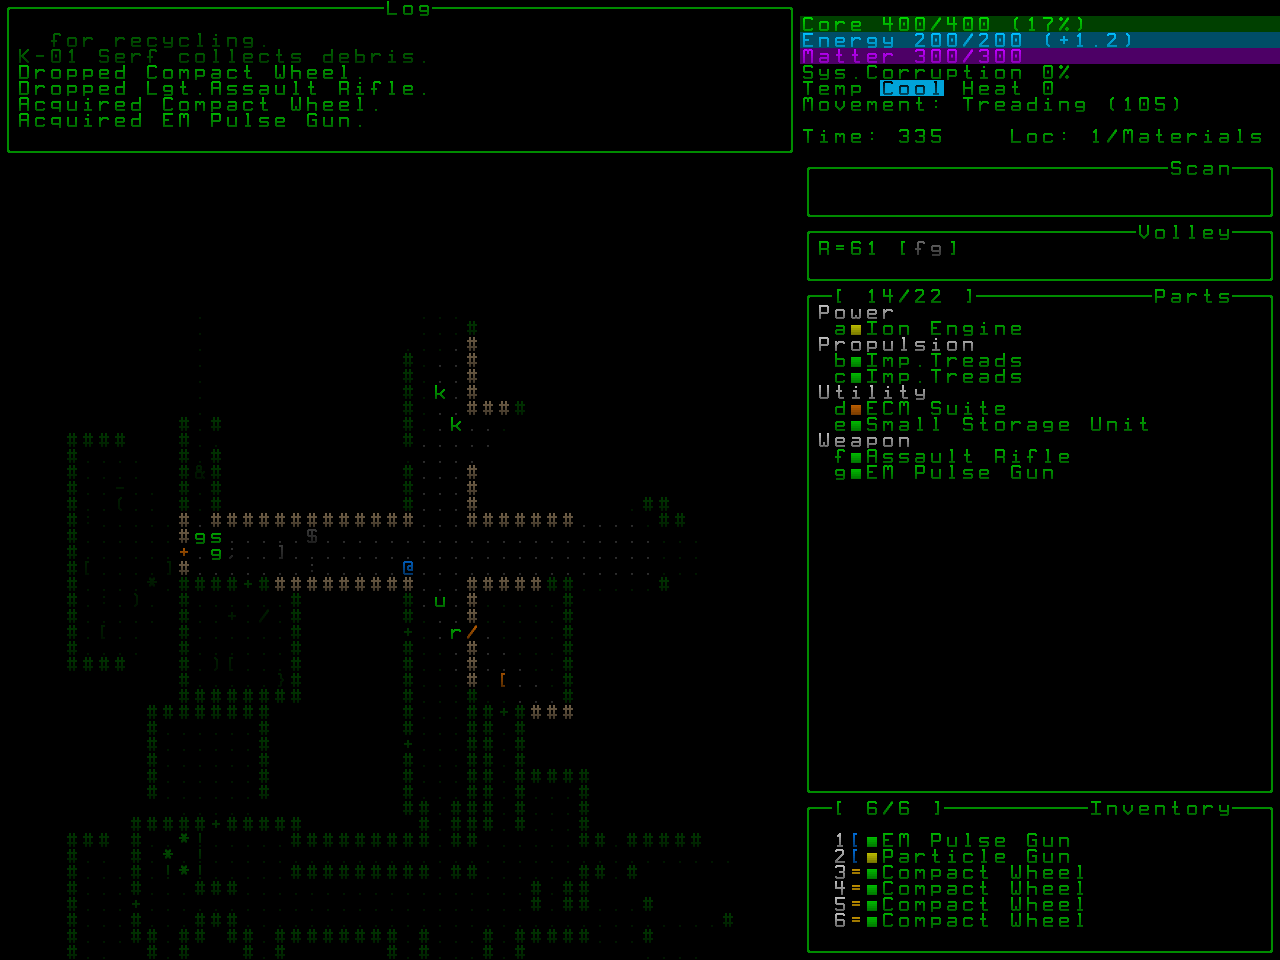 Log
for recycling.
K-01 Serf collects debris.
Dropped Compact Wheel.
Dropped Lgt.Assault Rifle.
Acquired Compact Wheel.
Acquired EM Pulse Gun.
Core 400/400 (17%)
Energy 200/200 (+1.2)
Matter 300/300
Sys.Corruption 0%
Temp Cool Heat 0
Movement: Treading (105)
Time: 335 Loc: 1/Materials
Scan
Volley
R=61 [fg]
[ 14/22 ] Parts
Power
a Ion Engine
Propulsion
b Imp.Treads
c Imp.Treads
Utility
d ECM Suite
e Small Storage Unit
Weapon
f Assault Rifle
g EM Pulse Gun
[ 6/6 ] Inventory
1[ EM Pulse Gun
2[ Particle Gun
3= Compact Wheel
4= Compact Wheel
5= Compact Wheel
6= Compact Wheel
k
k
gs
g
@
u
r/